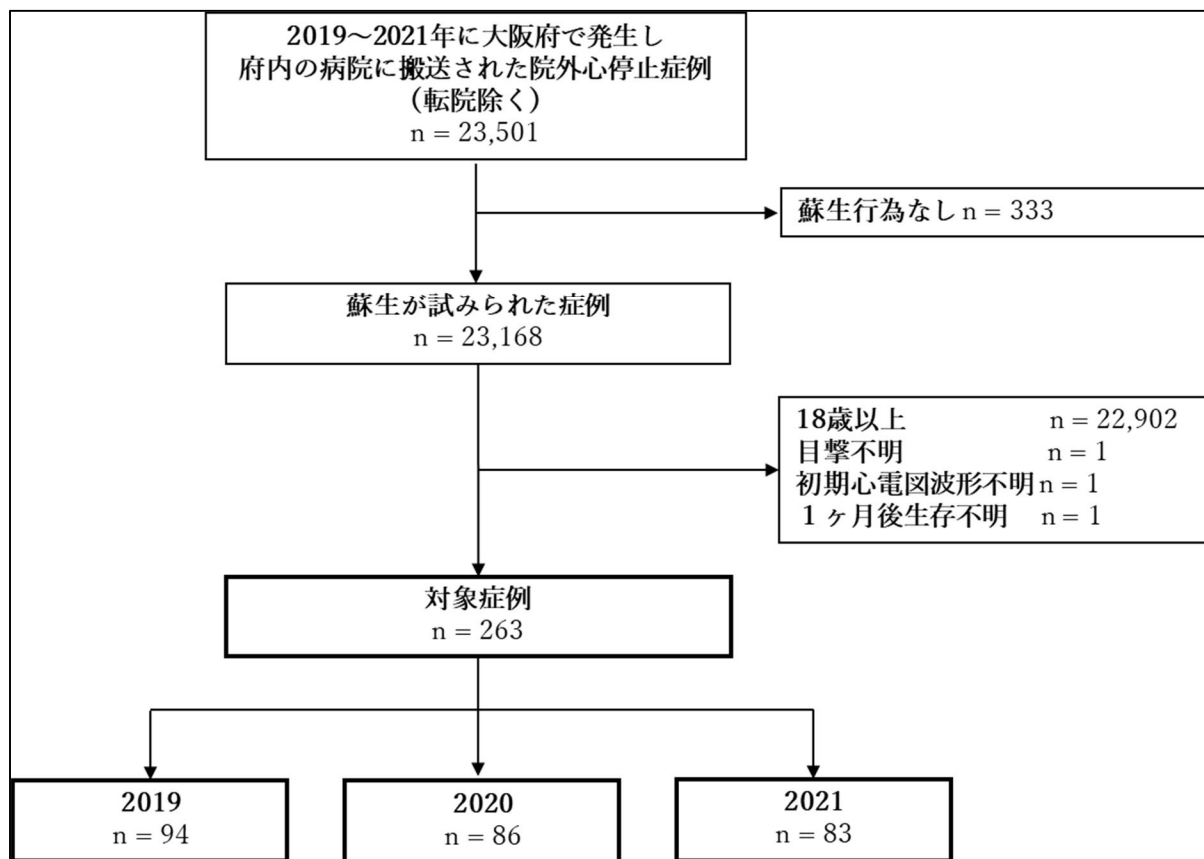 2019～2021年に大阪府で発生し
府内の病院に搬送された院外心停止症例
（転院除く）
n = 23,501
蘇生行為なし n = 333
蘇生が試みられた症例
n = 23,168
18歳以上 n = 22,902
目撃不明 n = 1
初期心電図波形不明 n = 1
1ヶ月後生存不明 n = 1
対象症例
n = 263
2019
n = 94
2020
n = 86
2021
n = 83